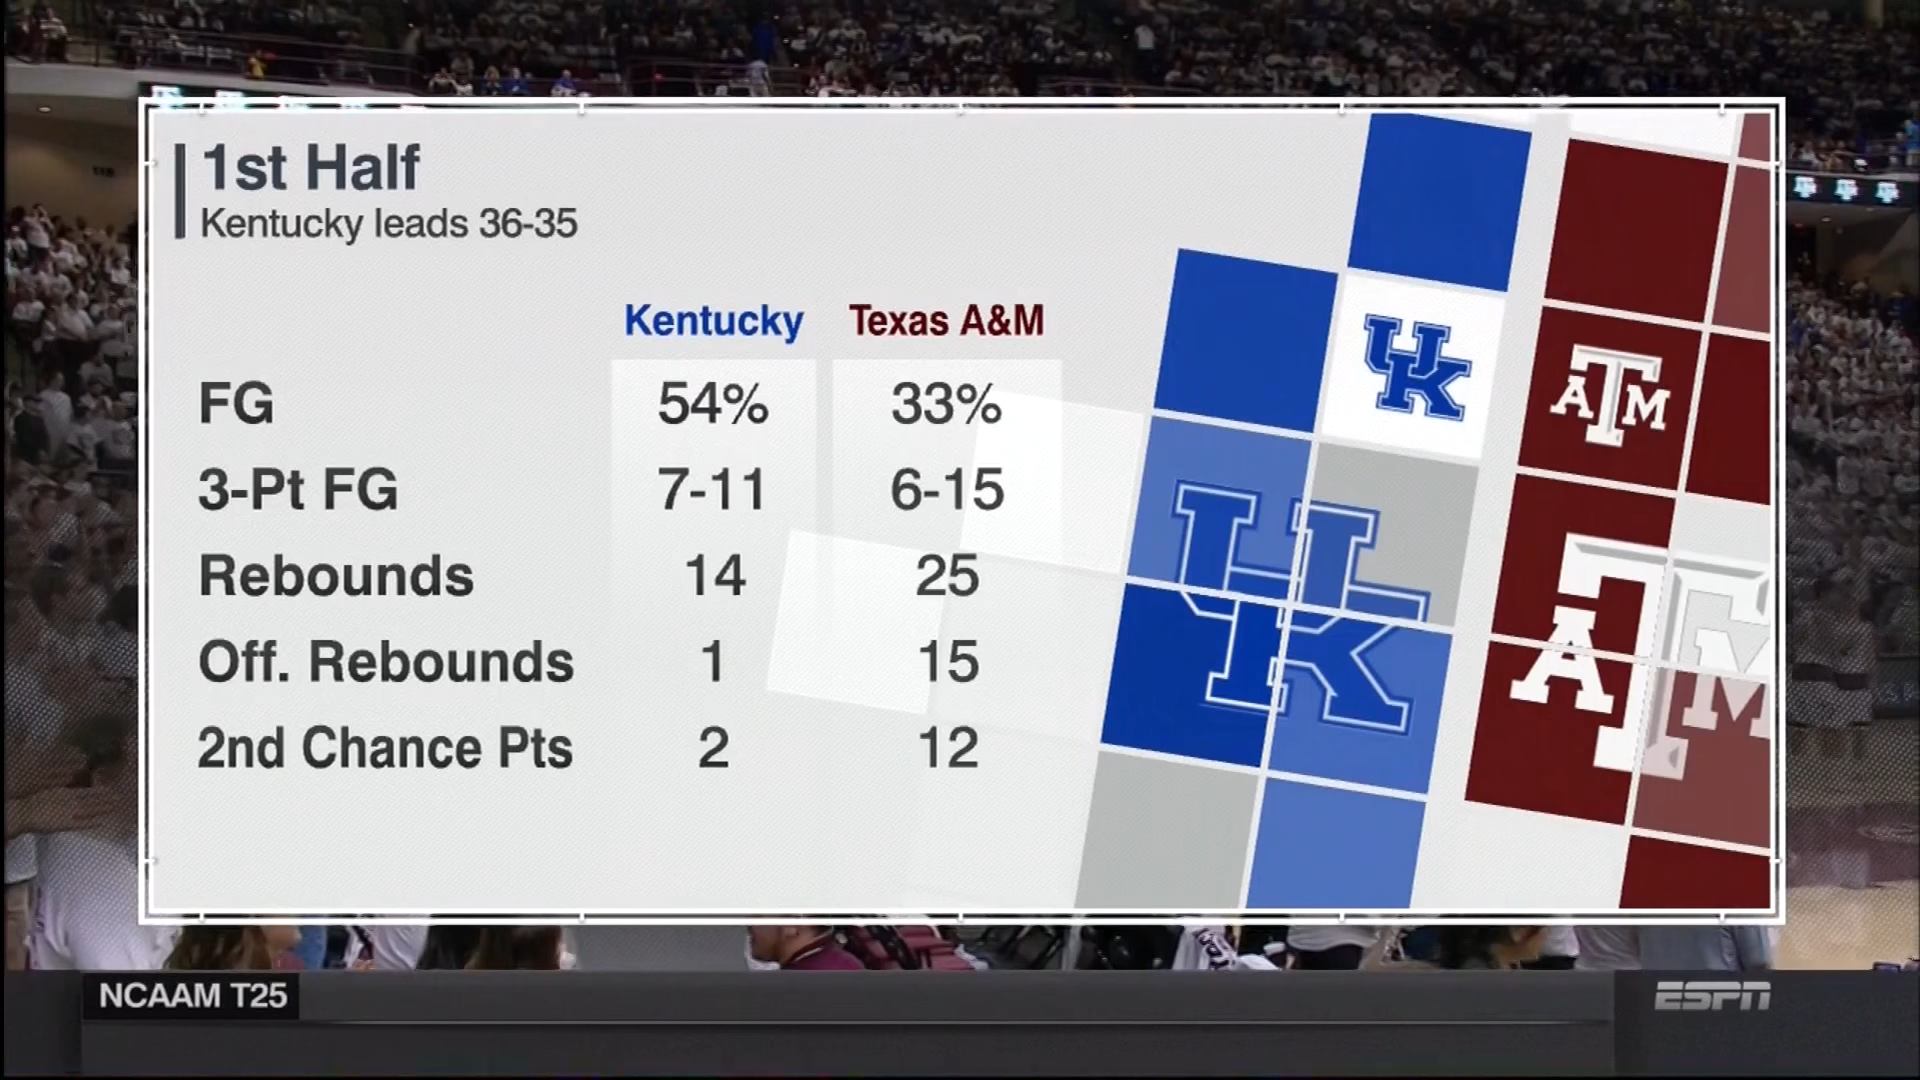 1st Half
Kentucky leads 36-35
Kentucky Texas A&M
FG 54% 33%
3-Pt FG 7-11 6-15
Rebounds 14 25
Off. Rebounds 1 15
2nd Chance Pts 2 12
UK
ATM
UK
ATM
NCAAM T25
ESPN